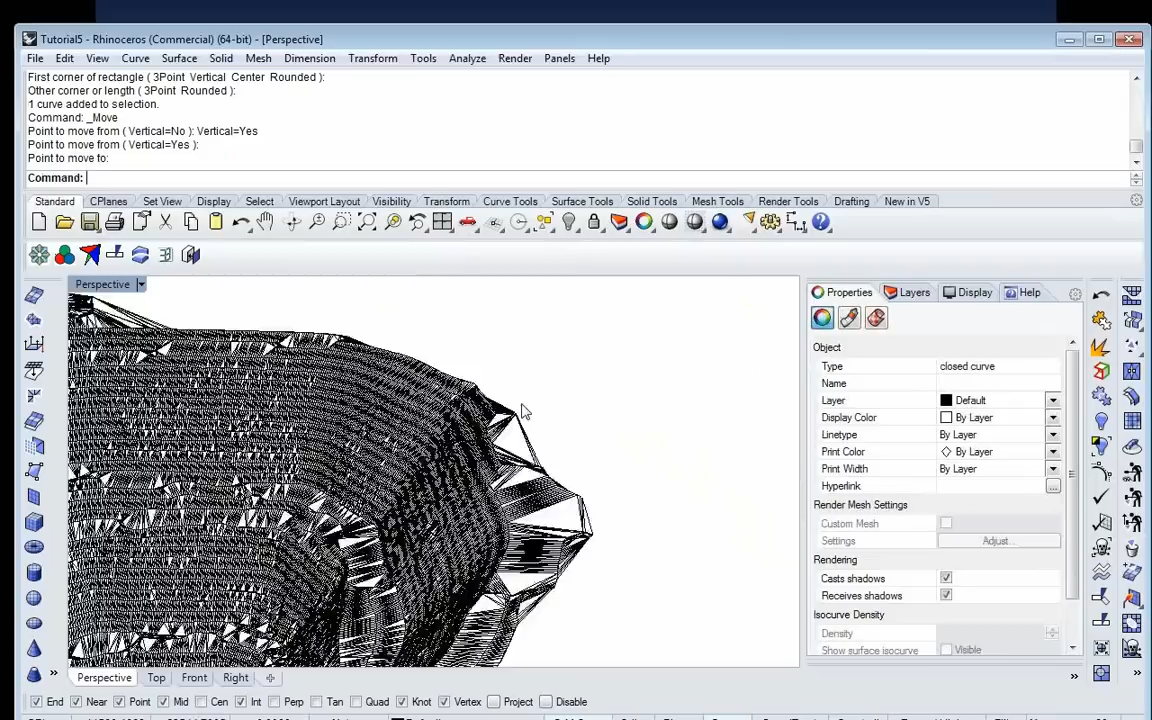 Tutorial5 - Rhinoceros (Commercial) (64-bit) - [Perspective]
File Edit View Curve Surface Solid Mesh Dimension Transform Tools Analyze Render Panels Help
First corner of rectangle ( 3Point Vertical Center Rounded ):
Other corner or length ( 3Point Rounded ):
1 curve added to selection.
Command: _Move
Point to move from ( Vertical=No ): Vertical=Yes
Point to move from ( Vertical=Yes ):
Point to move to:
Command:
Standard CPlanes Set View Display Select Viewport Layout Visibility Transform Curve Tools Surface Tools Solid Tools Mesh Tools Render Tools Drafting New in V5
Perspective
Properties Layers Display Help
Object
Type closed curve
Name
Layer Default
Display Color By Layer
Linetype By Layer
Print Color By Layer
Print Width By Layer
Hyperlink ...
Render Mesh Settings
Custom Mesh
Settings Adjust...
Rendering
Casts shadows
Receives shadows
Isocurve Density
Density
Show surface isocurve Visible
Perspective Top Front Right
End Near Point Mid Cen Int Perp Tan Quad Knot Vertex Project Disable